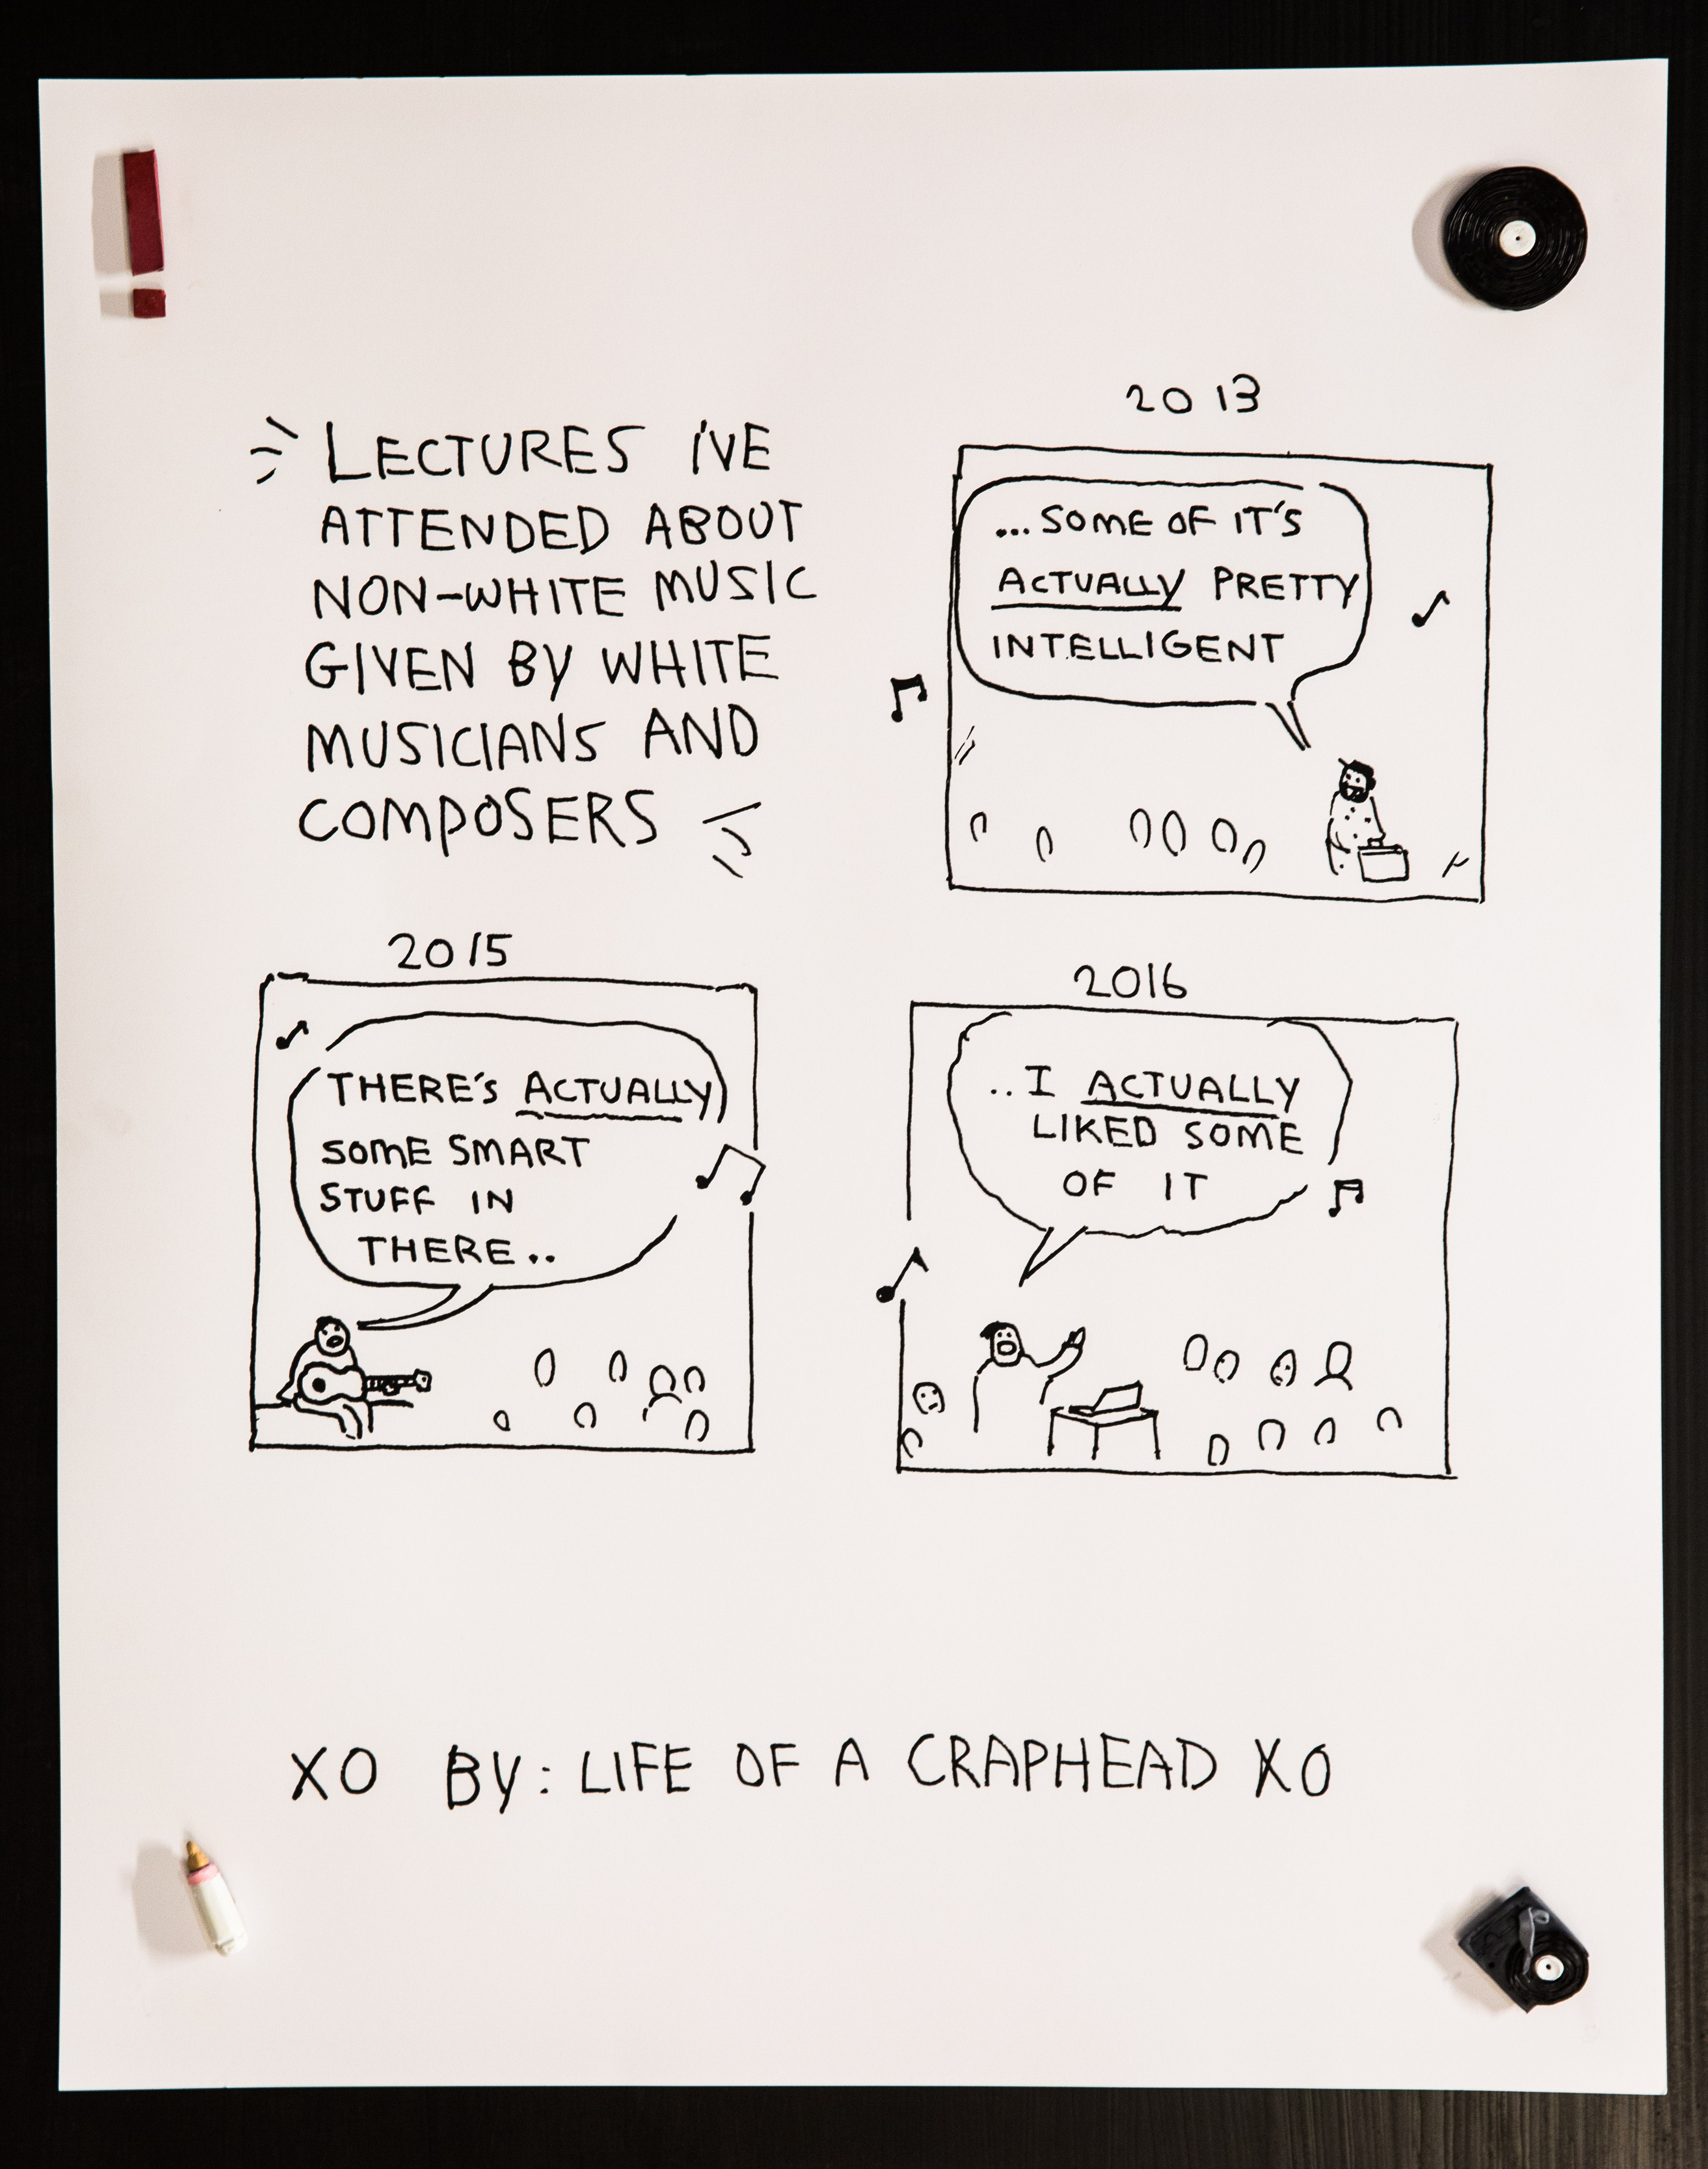 LECTURES I'VE
ATTENDED ABOUT
NON-WHITE MUSIC
GIVEN BY WHITE
MUSICIANS AND
COMPOSERS
2013
...SOME OF IT'S
ACTUALLY PRETTY
INTELLIGENT
2015
THERE'S ACTUALLY
SOME SMART
STUFF IN
THERE..
2016
..I ACTUALLY
LIKED SOME
OF IT
XO BY: LIFE OF A CRAPHEAD XO